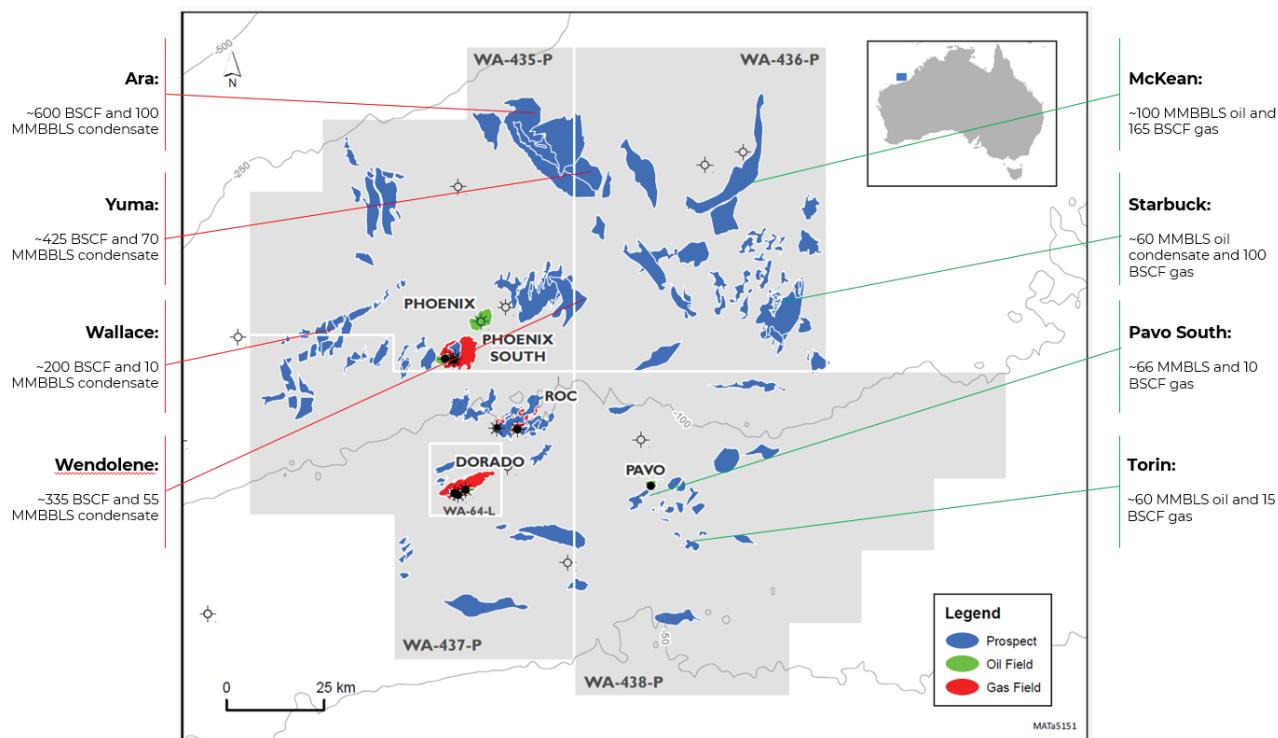 Ara:
~600 BSCF and 100
MMBBLS condensate
Yuma:
~425 BSCF and 70
MMBBLS condensate
Wallace:
~200 BSCF and 10
MMBBLS condensate
Wendolene:
~335 BSCF and 55
MMBBLS condensate
-500
N
-250
WA-435-P
WA-436-P
PHOENIX
PHOENIX
SOUTH
ROC
-100
DORADO
WA-64-L
PAVO
WA-437-P
-50
WA-438-P
0
25 km
Legend
Prospect
Oil Field
Gas Field
MATa5151
McKean:
~100 MMBBLS oil and
165 BSCF gas
Starbuck:
~60 MMBLS oil
condensate and 100
BSCF gas
Pavo South:
~66 MMBLS and 10
BSCF gas
Torin:
~60 MMBLS oil and 15
BSCF gas